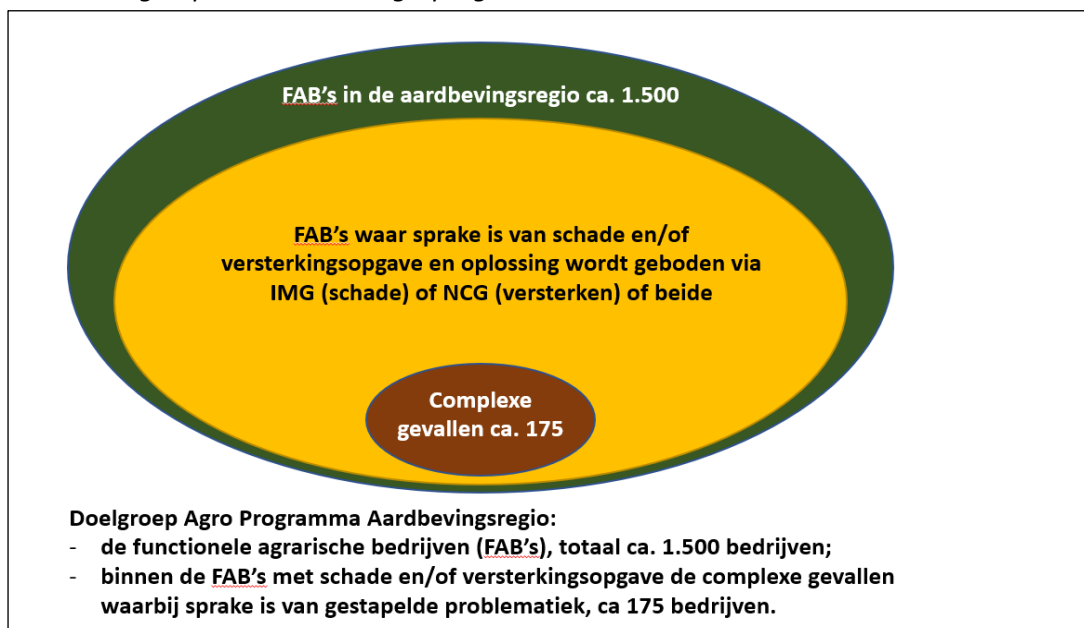 FAB's in de aardbevingsregio ca. 1.500
FAB's waar sprake is van schade en/of
versterkingsopgave en oplossing wordt geboden via
IMG (schade) of NCG (versterken) of beide
Complexe
gevallen ca. 175
Doelgroep Agro Programma Aardbevingsregio:
- de functionele agrarische bedrijven (FAB's), totaal ca. 1.500 bedrijven;
- binnen de FAB's met schade en/of versterkingsopgave de complexe gevallen
waarbij sprake is van gestapelde problematiek, ca 175 bedrijven.